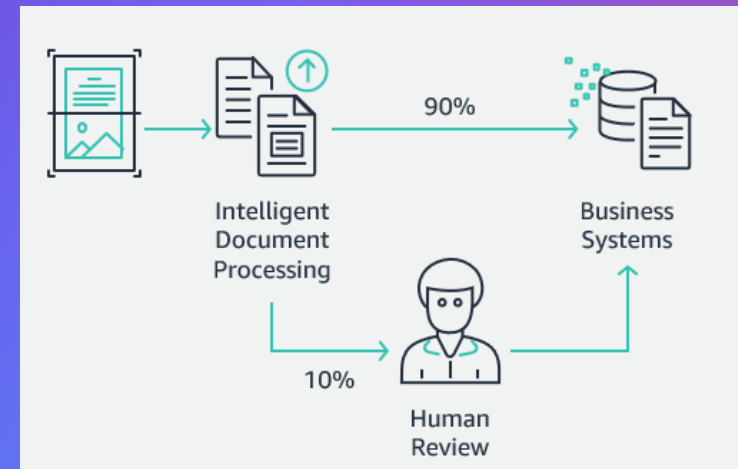 90%
Intelligent
Document
Processing
Business
Systems
10%
Human
Review